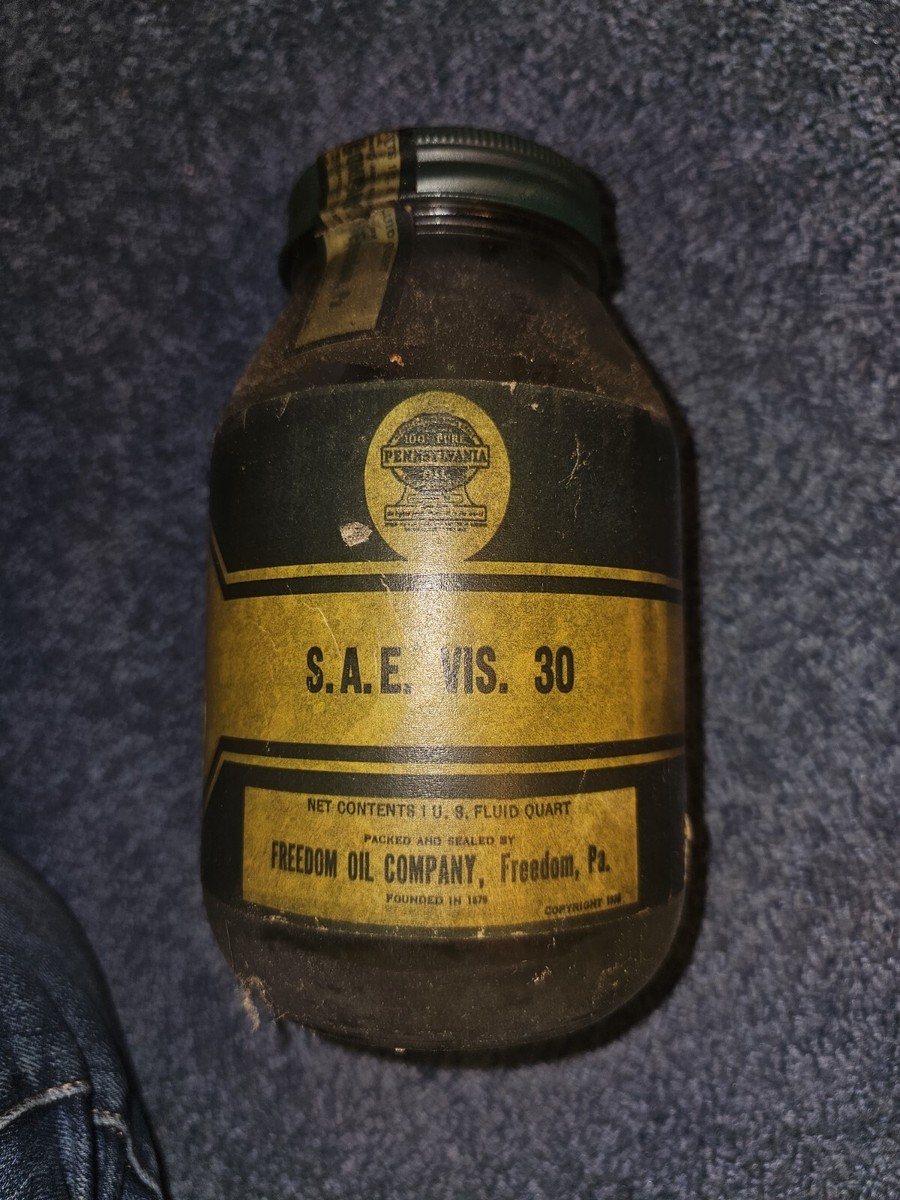 100% PURE
PENNSYLVANIA
OIL
S.A.E. VIS. 30
NET CONTENTS 1 U. S. FLUID QUART
PACKED AND SEALED BY
FREEDOM OIL COMPANY, Freedom, Pa.
FOUNDED IN 1879
COPYRIGHT